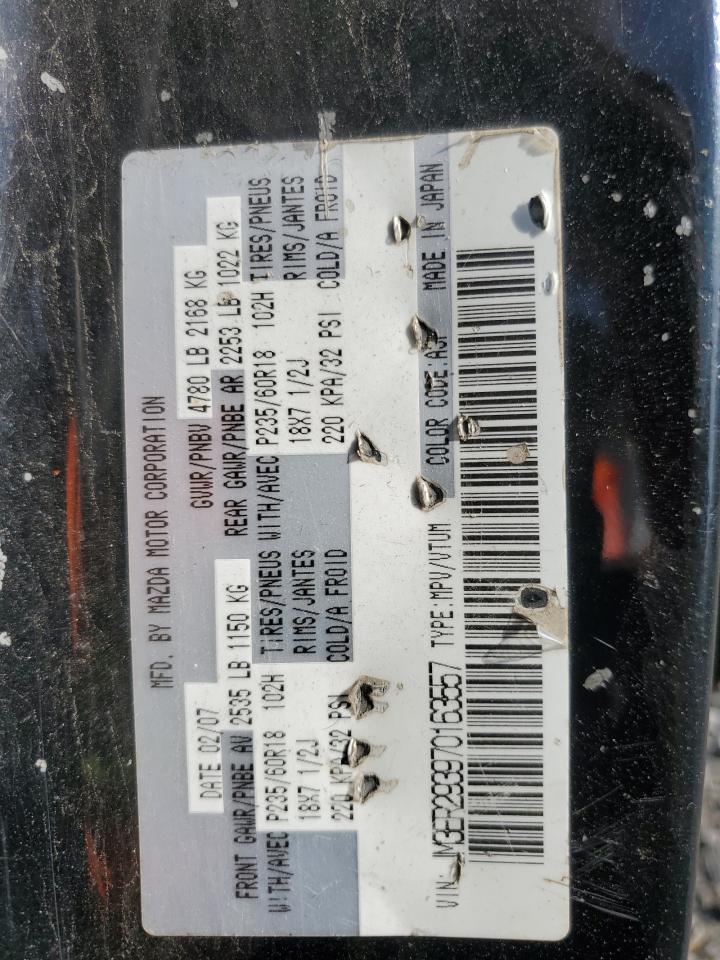 MFD. BY MAZDA MOTOR CORPORATION
DATE 02/07 GVWR/PNBV 4780 LB 2168 KG
FRONT GAWR/PNBE AV 2535 LB 1150 KG REAR GAWR/PNBE AR 2253 LB 1022 KG
WITH/AVEC P235/60R18 102H TIRES/PNEUS WITH/AVEC P235/60R18 102H TIRES/PNEUS
18X7 1/2J RIMS/JANTES 18X7 1/2J RIMS/JANTES
220 KPA/32 PSI COLD/A FROID 220 KPA/32 PSI COLD/A FROID
VIN: JM3ER293970163557 TYPE:MPV/VTUM COLOR CODE: MADE IN JAPAN